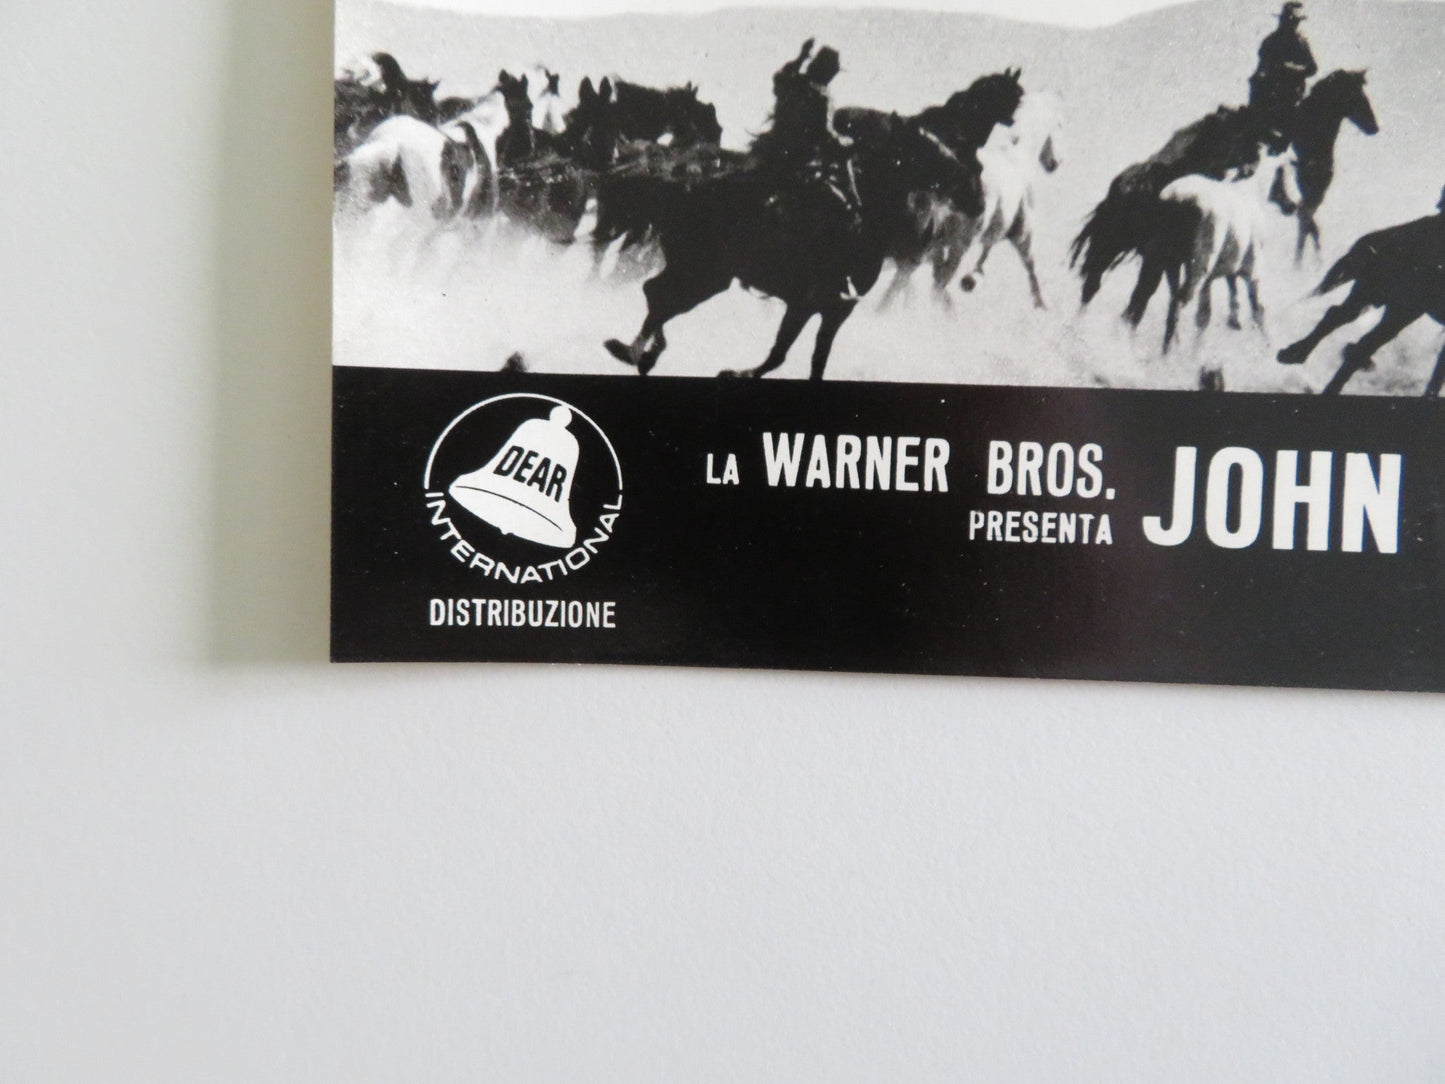 DEAR
INTERNATIONAL
DISTRIBUZIONE
LA WARNER BROS.
PRESENTA
JOHN